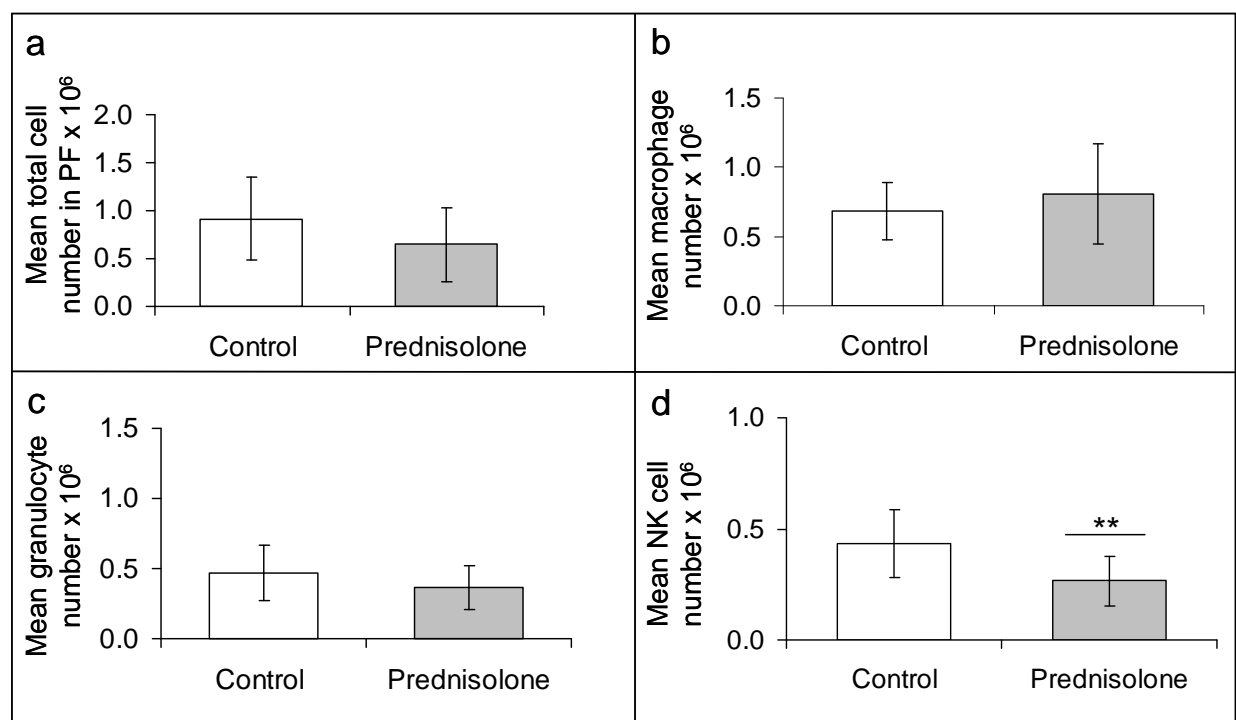 a
Mean total cell
number in PF x 10⁶
2.0
1.5
1.0
0.5
0.0
Control Prednisolone
b
Mean macrophage
number x 10⁶
1.5
1.0
0.5
0.0
Control Prednisolone
c
Mean granulocyte
number x 10⁶
1.5
1.0
0.5
0.0
Control Prednisolone
d
Mean NK cell
number x 10⁶
1.0
0.5
0.0
**
Control Prednisolone